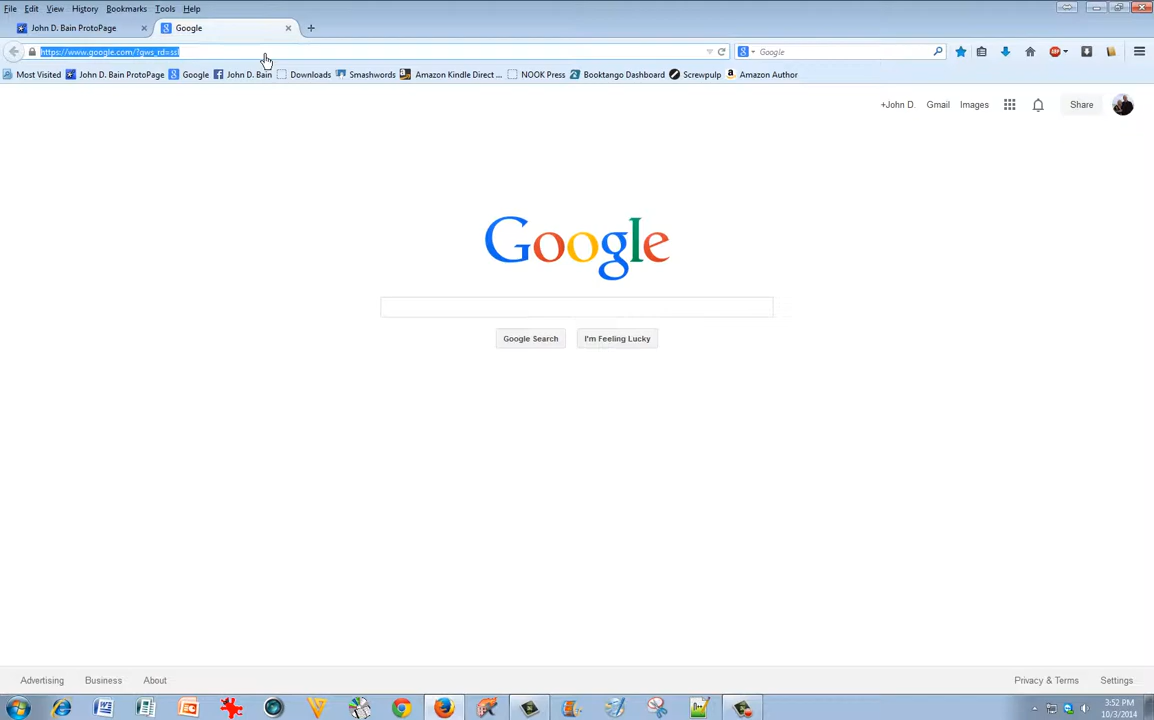 File Edit View History Bookmarks Tools Help
John D. Bain ProtoPage × Google × +
https://www.google.com/?gws_rd=ssl Google
Most Visited John D. Bain ProtoPage Google John D. Bain Downloads Smashwords Amazon Kindle Direct ... NOOK Press Booktango Dashboard Screwpulp Amazon Author
+John D. Gmail Images Share
Google
Google Search I'm Feeling Lucky
Advertising Business About Privacy & Terms Settings
3:52 PM
10/3/2014